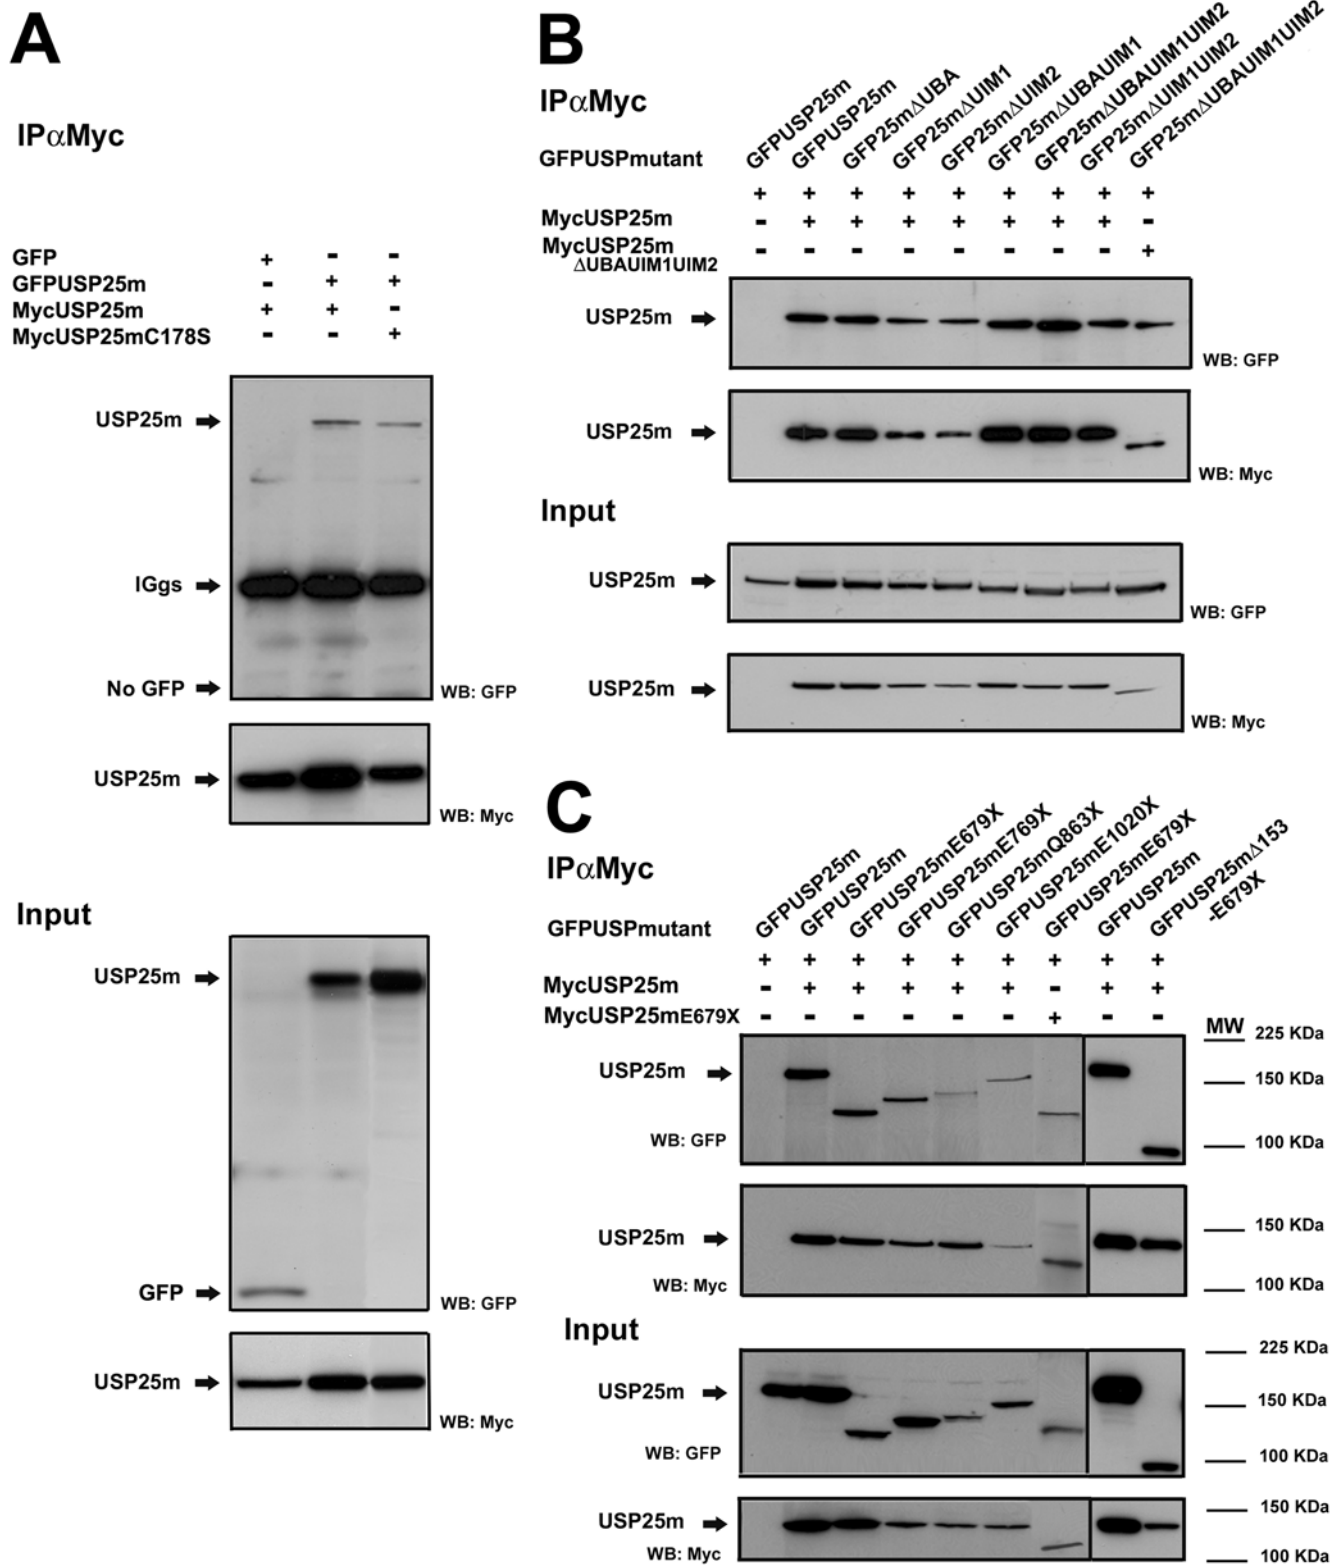 A
IPαMyc
GFP + - -
GFPUSP25m - + +
MycUSP25m + + -
MycUSP25mC178S - - +
USP25m
IGgs
No GFP
WB: GFP
USP25m
WB: Myc
Input
USP25m
GFP
WB: GFP
USP25m
WB: Myc
B
IPαMyc
GFPUSPmutant
GFPUSP25m
GFPUSP25m
GFP25mΔUBA
GFP25mΔUIM1
GFP25mΔUIM2
GFP25mΔUBAUIM1
GFP25mΔUBAUIM1UIM2
GFP25mΔUIM1UIM2
GFP25mΔUBAUIM1UIM2
+ + + + + + + + +
MycUSP25m - + + + + + + + -
MycUSP25m - - - - - - - - +
ΔUBAUIM1UIM2
USP25m
WB: GFP
USP25m
WB: Myc
Input
USP25m
WB: GFP
USP25m
WB: Myc
C
IPαMyc
GFPUSPmutant
GFPUSP25m
GFPUSP25m
GFPUSP25mE679X
GFPUSP25mE769X
GFPUSP25mQ863X
GFPUSP25mE1020X
GFPUSP25mE679X
GFPUSP25m
GFPUSP25mΔ153
-E679X
+ + + + + + + + +
MycUSP25m - + + + + + - + +
MycUSP25mE679X - - - - - - + - -
MW
225 KDa
USP25m
150 KDa
WB: GFP
100 KDa
150 KDa
USP25m
WB: Myc
100 KDa
Input
225 KDa
USP25m
150 KDa
WB: GFP
100 KDa
150 KDa
USP25m
WB: Myc
100 KDa